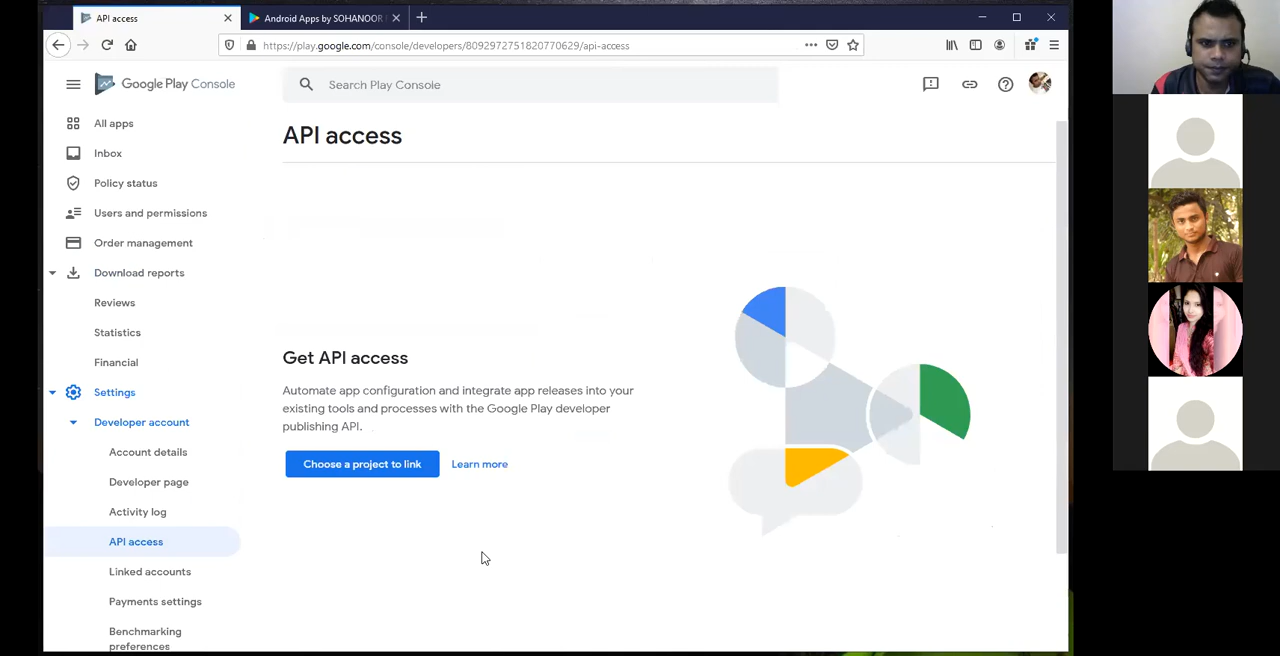 API access
Android Apps by SOHANOOR
https://play.google.com/console/developers/8092972751820770629/api-access
Google Play Console
Search Play Console
All apps
Inbox
Policy status
Users and permissions
Order management
Download reports
Reviews
Statistics
Financial
Settings
Developer account
Account details
Developer page
Activity log
API access
Linked accounts
Payments settings
Benchmarking
preferences
API access
Get API access
Automate app configuration and integrate app releases into your
existing tools and processes with the Google Play developer
publishing API.
Choose a project to link
Learn more